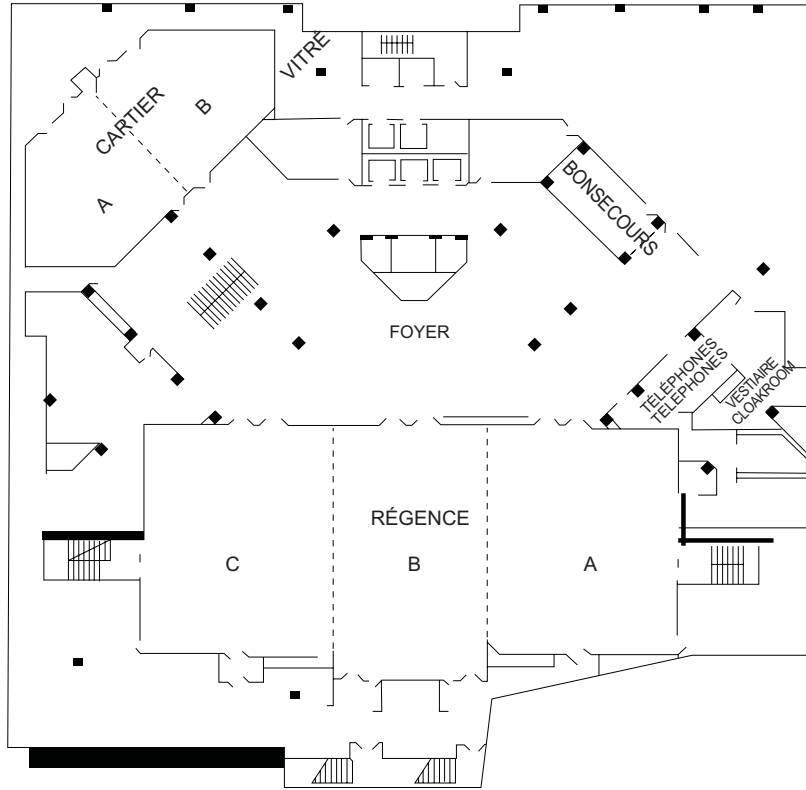 VITRÉ
CARTIER
B
A
BONSECOURS
FOYER
TÉLÉPHONES
TELEPHONES
VESTIAIRE
CLOAKROOM
RÉGENCE
C
B
A